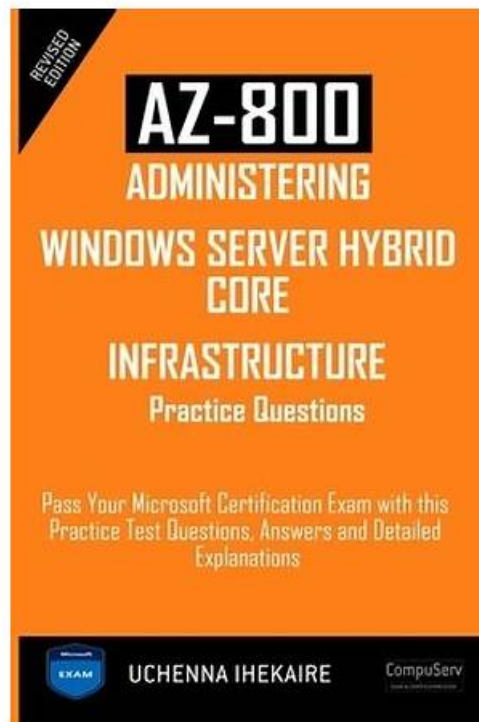 REVISED
EDITION
AZ-800
ADMINISTERING
WINDOWS SERVER HYBRID
CORE
INFRASTRUCTURE
Practice Questions
Pass Your Microsoft Certification Exam with this
Practice Test Questions, Answers and Detailed
Explanations
Microsoft
EXAM
UCHENNA IHEKAIRE
CompuServ